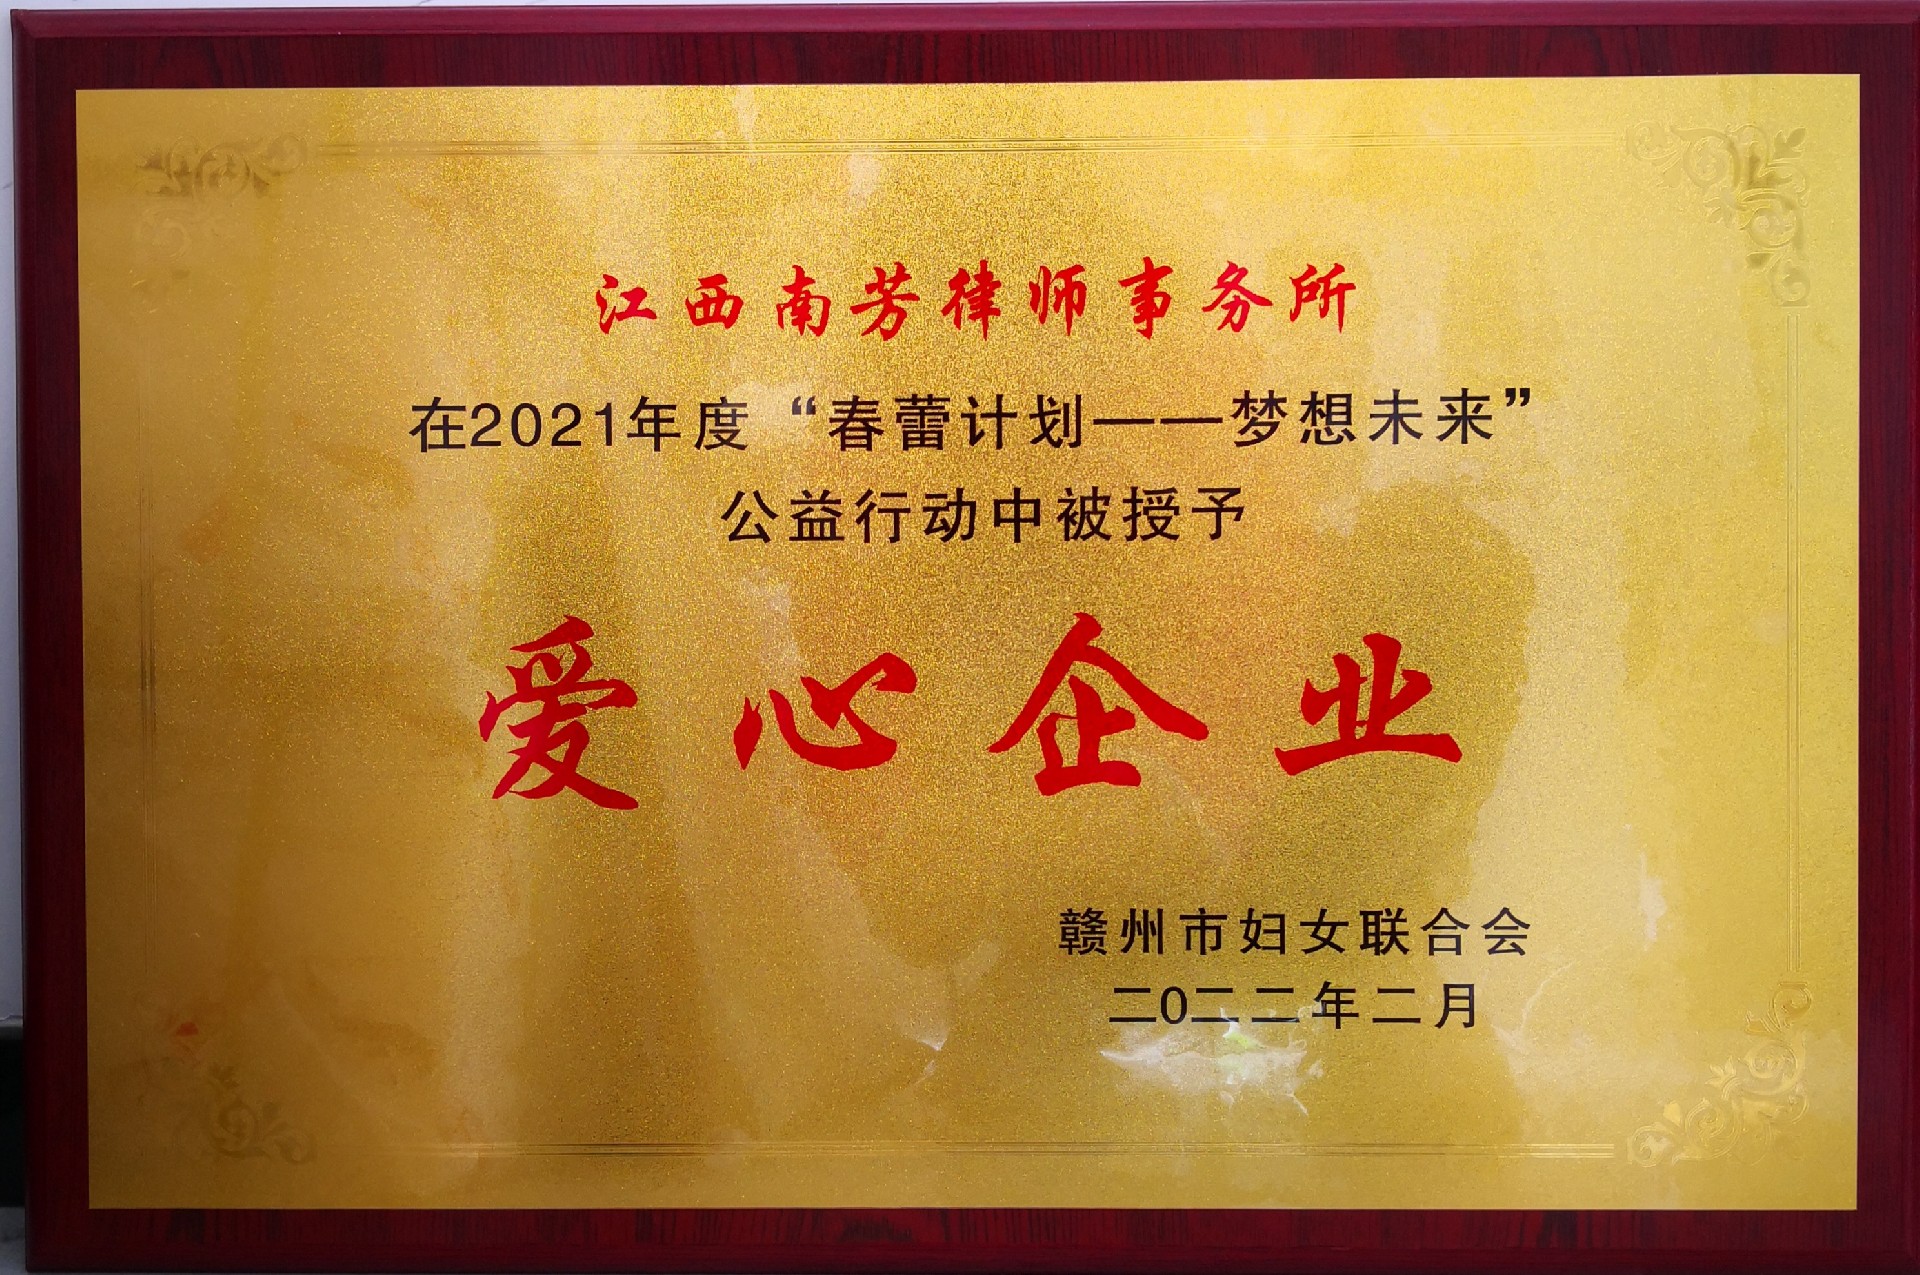 江西南芳律师事务所
在2021年度“春蕾计划——梦想未来”
公益行动中被授予
爱心企业
赣州市妇女联合会
二0二二年二月